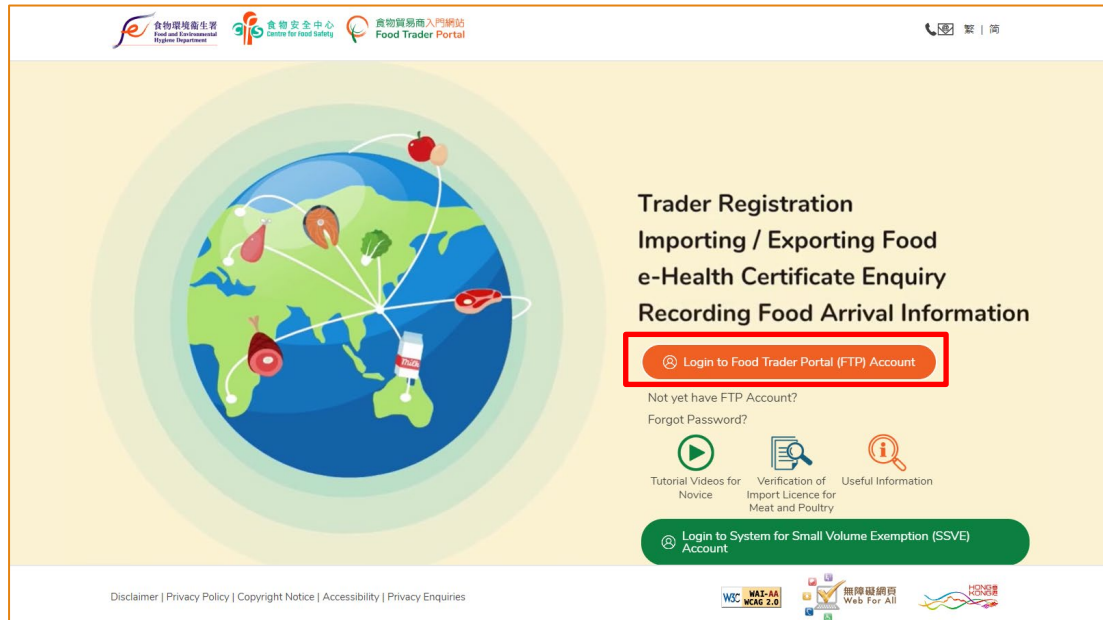 食物環境衞生署
Food and Environmental
Hygiene Department
食物安全中心
Centre for Food Safety
食物貿易商入門網站
Food Trader Portal
繁 | 简
Milk
Trader Registration
Importing / Exporting Food
e-Health Certificate Enquiry
Recording Food Arrival Information
Login to Food Trader Portal (FTP) Account
Not yet have FTP Account?
Forgot Password?
Tutorial Videos for
Novice
Verification of
Import Licence for
Meat and Poultry
Useful Information
Login to System for Small Volume Exemption (SSVE)
Account
Disclaimer | Privacy Policy | Copyright Notice | Accessibility | Privacy Enquiries
W3C WAI-AA
WCAG 2.0
無障礙網頁
Web For All
HONG
KONG